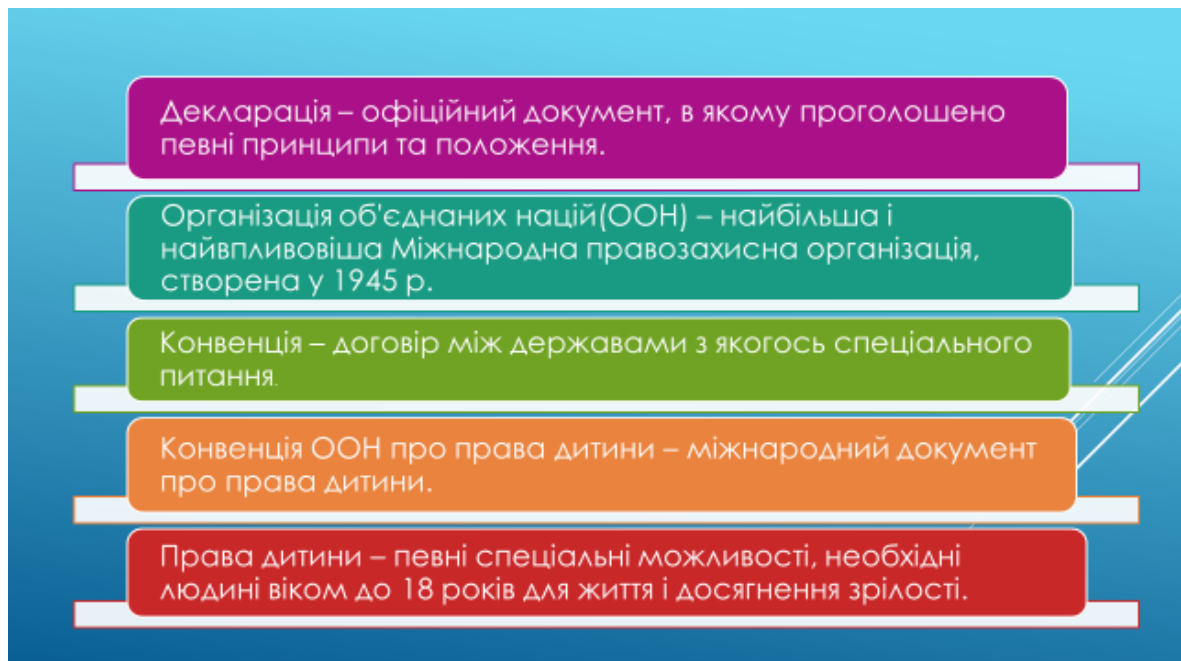 Декларація – офіційний документ, в якому проголошено
певні принципи та положення.
Організація об'єднаних націй(ООН) – найбільша і
найвпливовіша Міжнародна правозахисна організація,
створена у 1945 р.
Конвенція – договір між державами з якогось спеціального
питання.
Конвенція ООН про права дитини – міжнародний документ
про права дитини.
Права дитини – певні спеціальні можливості, необхідні
людині віком до 18 років для життя і досягнення зрілості.